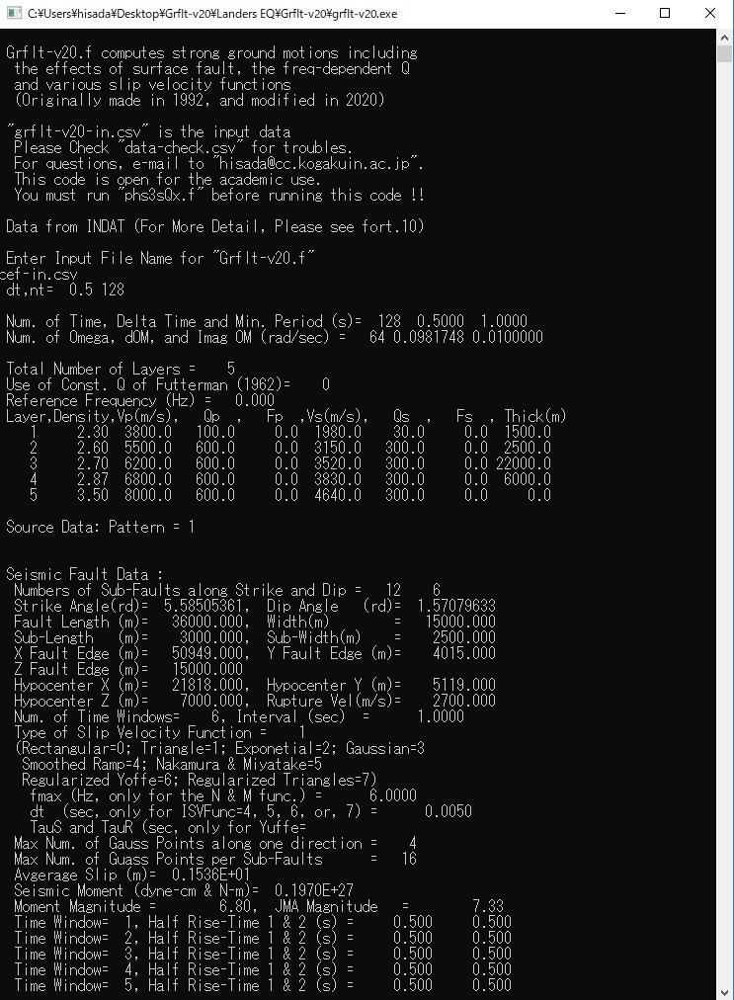 C:¥Users¥hisada¥Desktop¥Grflt-v20¥Landers EQ¥Grflt-v20¥grflt-v20.exe
Grflt-v20.f computes strong ground motions including
the effects of surface fault, the freq-dependent Q
and various slip velocity functions
(Originally made in 1992, and modified in 2020)
"grflt-v20-in.csv" is the input data
Please Check "data-check.csv" for troubles.
For questions, e-mail to "hisada@cc.kogakuin.ac.jp".
This code is open for the academic use.
You must run "phs3sQx.f" before running this code !!
Data from INDAT (For More Detail, Please see fort.10)
Enter Input File Name for "Grflt-v20.f"
cef-in.csv
dt,nt=  0.5 128
Num. of Time, Delta Time and Min. Period (s)=  128  0.5000  1.0000
Num. of Omega, dOM, and Imag OM (rad/sec) =   64 0.0981748 0.0100000
Total Number of Layers =    5
Use of Const. Q of Futterman (1962)=    0
Reference Frequency (Hz) =   0.000
Layer,Density,Vp(m/s),   Qp  ,   Fp  ,Vs(m/s),   Qs  ,   Fs  , Thick(m)
1     2.30  3800.0   100.0     0.0  1980.0    30.0     0.0  1500.0
2     2.60  5500.0   600.0     0.0  3150.0   300.0     0.0  2500.0
3     2.70  6200.0   600.0     0.0  3520.0   300.0     0.0 22000.0
4     2.87  6800.0   600.0     0.0  3830.0   300.0     0.0  6000.0
5     3.50  8000.0   600.0     0.0  4640.0   300.0     0.0     0.0
Source Data: Pattern = 1
Seismic Fault Data :
Numbers of Sub-Faults along Strike and Dip =   12    6
Strike Angle(rd)=  5.58505361,  Dip Angle   (rd)=  1.57079633
Fault Length (m)=   36000.000,  Width(m)        =   15000.000
Sub-Length   (m)=    3000.000,  Sub-Width(m)    =    2500.000
X Fault Edge (m)=   50949.000,  Y Fault Edge (m)=    4015.000
Z Fault Edge (m)=   15000.000
Hypocenter X (m)=   21818.000,  Hypocenter Y (m)=    5119.000
Hypocenter Z (m)=    7000.000,  Rupture Vel(m/s)=    2700.000
Num. of Time Windows=    6, Interval (sec)  =      1.0000
Type of Slip Velocity Function =    1
(Rectangular=0; Triangle=1; Exponetial=2; Gaussian=3
Smoothed Ramp=4; Nakamura & Miyatake=5
Regularized Yoffe=6; Regularized Triangles=7)
fmax (Hz, only for the N & M func.) =      6.0000
dt  (sec, only for ISVFunc=4, 5, 6, or, 7) =      0.0050
TauS and TauR (sec, only for Yuffe=
Max Num. of Gauss Points along one direction =    4
Max Num. of Guass Points per Sub-Faults      =   16
Avgerage Slip (m)=  0.1536E+01
Seismic Moment (dyne-cm & N-m)=  0.1970E+27
Moment Magnitude =        6.80,  JMA Magnitude   =        7.33
Time Window=  1, Half Rise-Time 1 & 2 (s) =     0.500     0.500
Time Window=  2, Half Rise-Time 1 & 2 (s) =     0.500     0.500
Time Window=  3, Half Rise-Time 1 & 2 (s) =     0.500     0.500
Time Window=  4, Half Rise-Time 1 & 2 (s) =     0.500     0.500
Time Window=  5, Half Rise-Time 1 & 2 (s) =     0.500     0.500